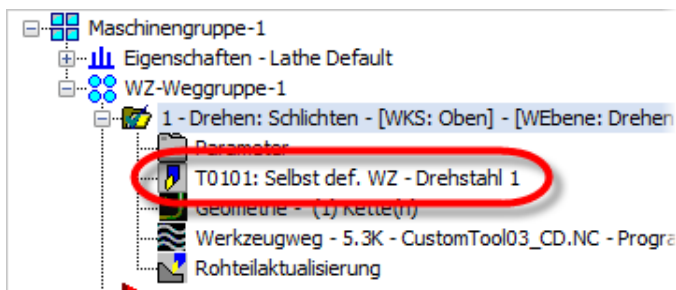 Maschinengruppe-1
Eigenschaften - Lathe Default
WZ-Weggruppe-1
1 - Drehen: Schlichten - [WKS: Oben] - [WEbene: Drehen
Parameter
T0101: Selbst def. WZ - Drehstahl 1
Geometrie - (1) Kette(n)
Werkzeugweg - 5.3K - CustomTool03_CD.NC - Progra
Rohteilaktualisierung